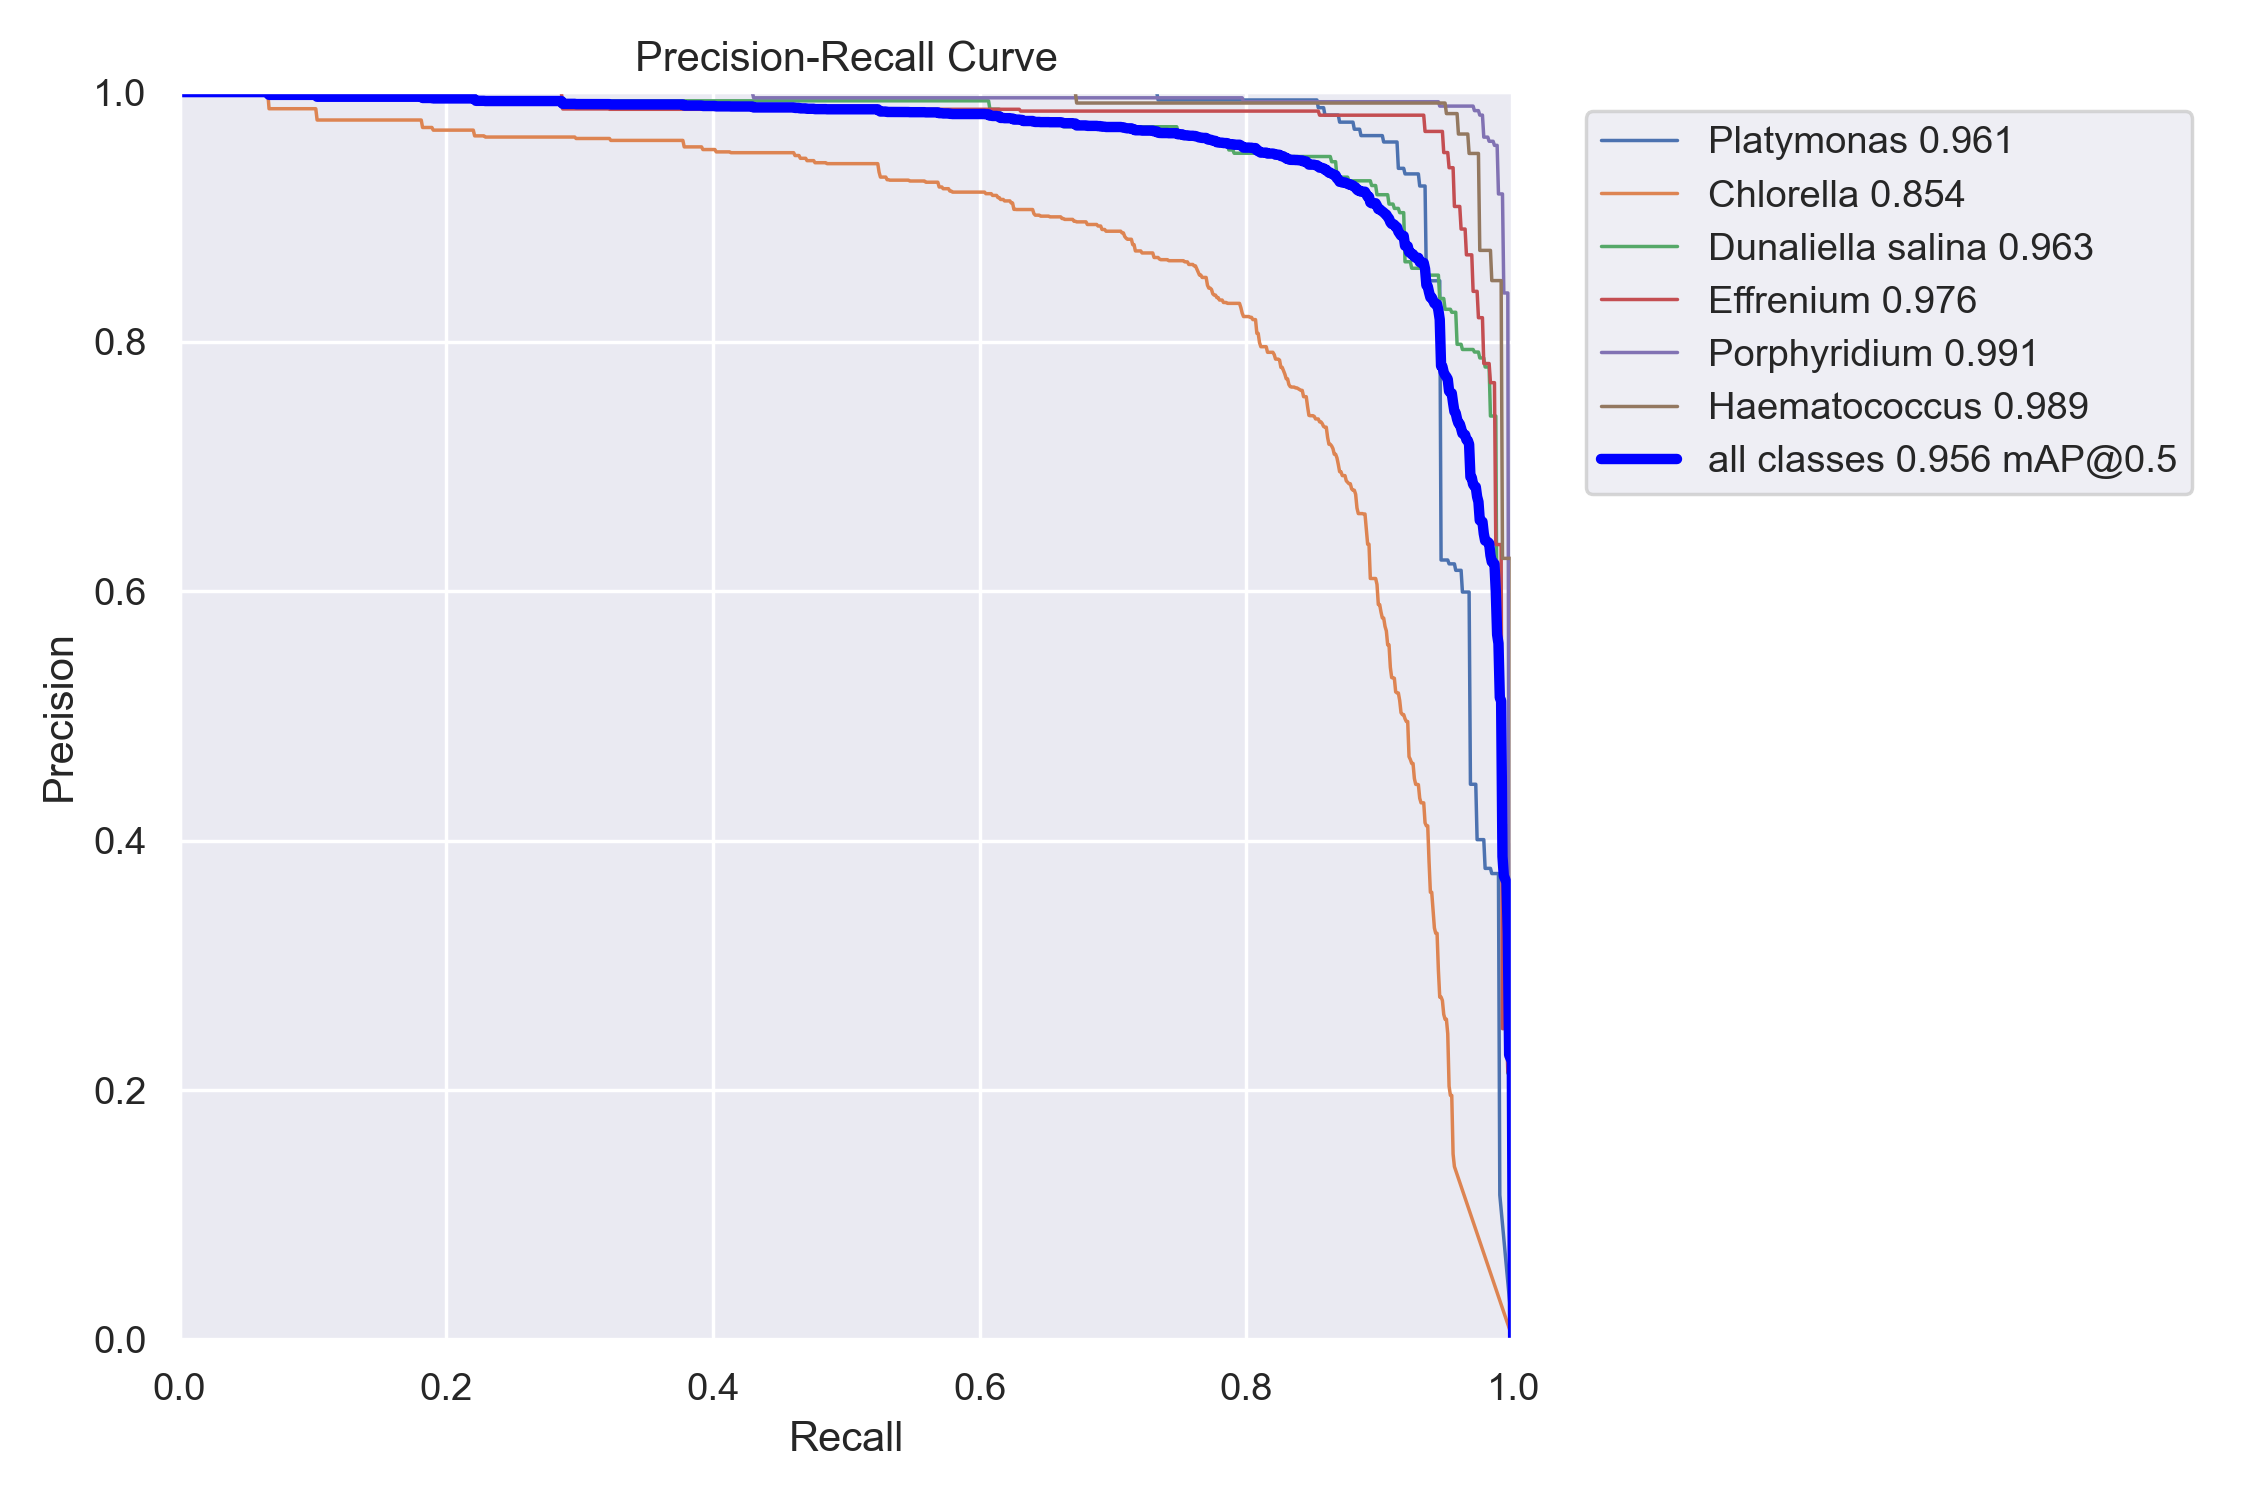 Precision-Recall Curve
1.0
0.8
0.6
0.4
0.2
0.0
Precision
0.0 0.2 0.4 0.6 0.8 1.0
Recall
Platymonas 0.961
Chlorella 0.854
Dunaliella salina 0.963
Effrenium 0.976
Porphyridium 0.991
Haematococcus 0.989
all classes 0.956 mAP@0.5